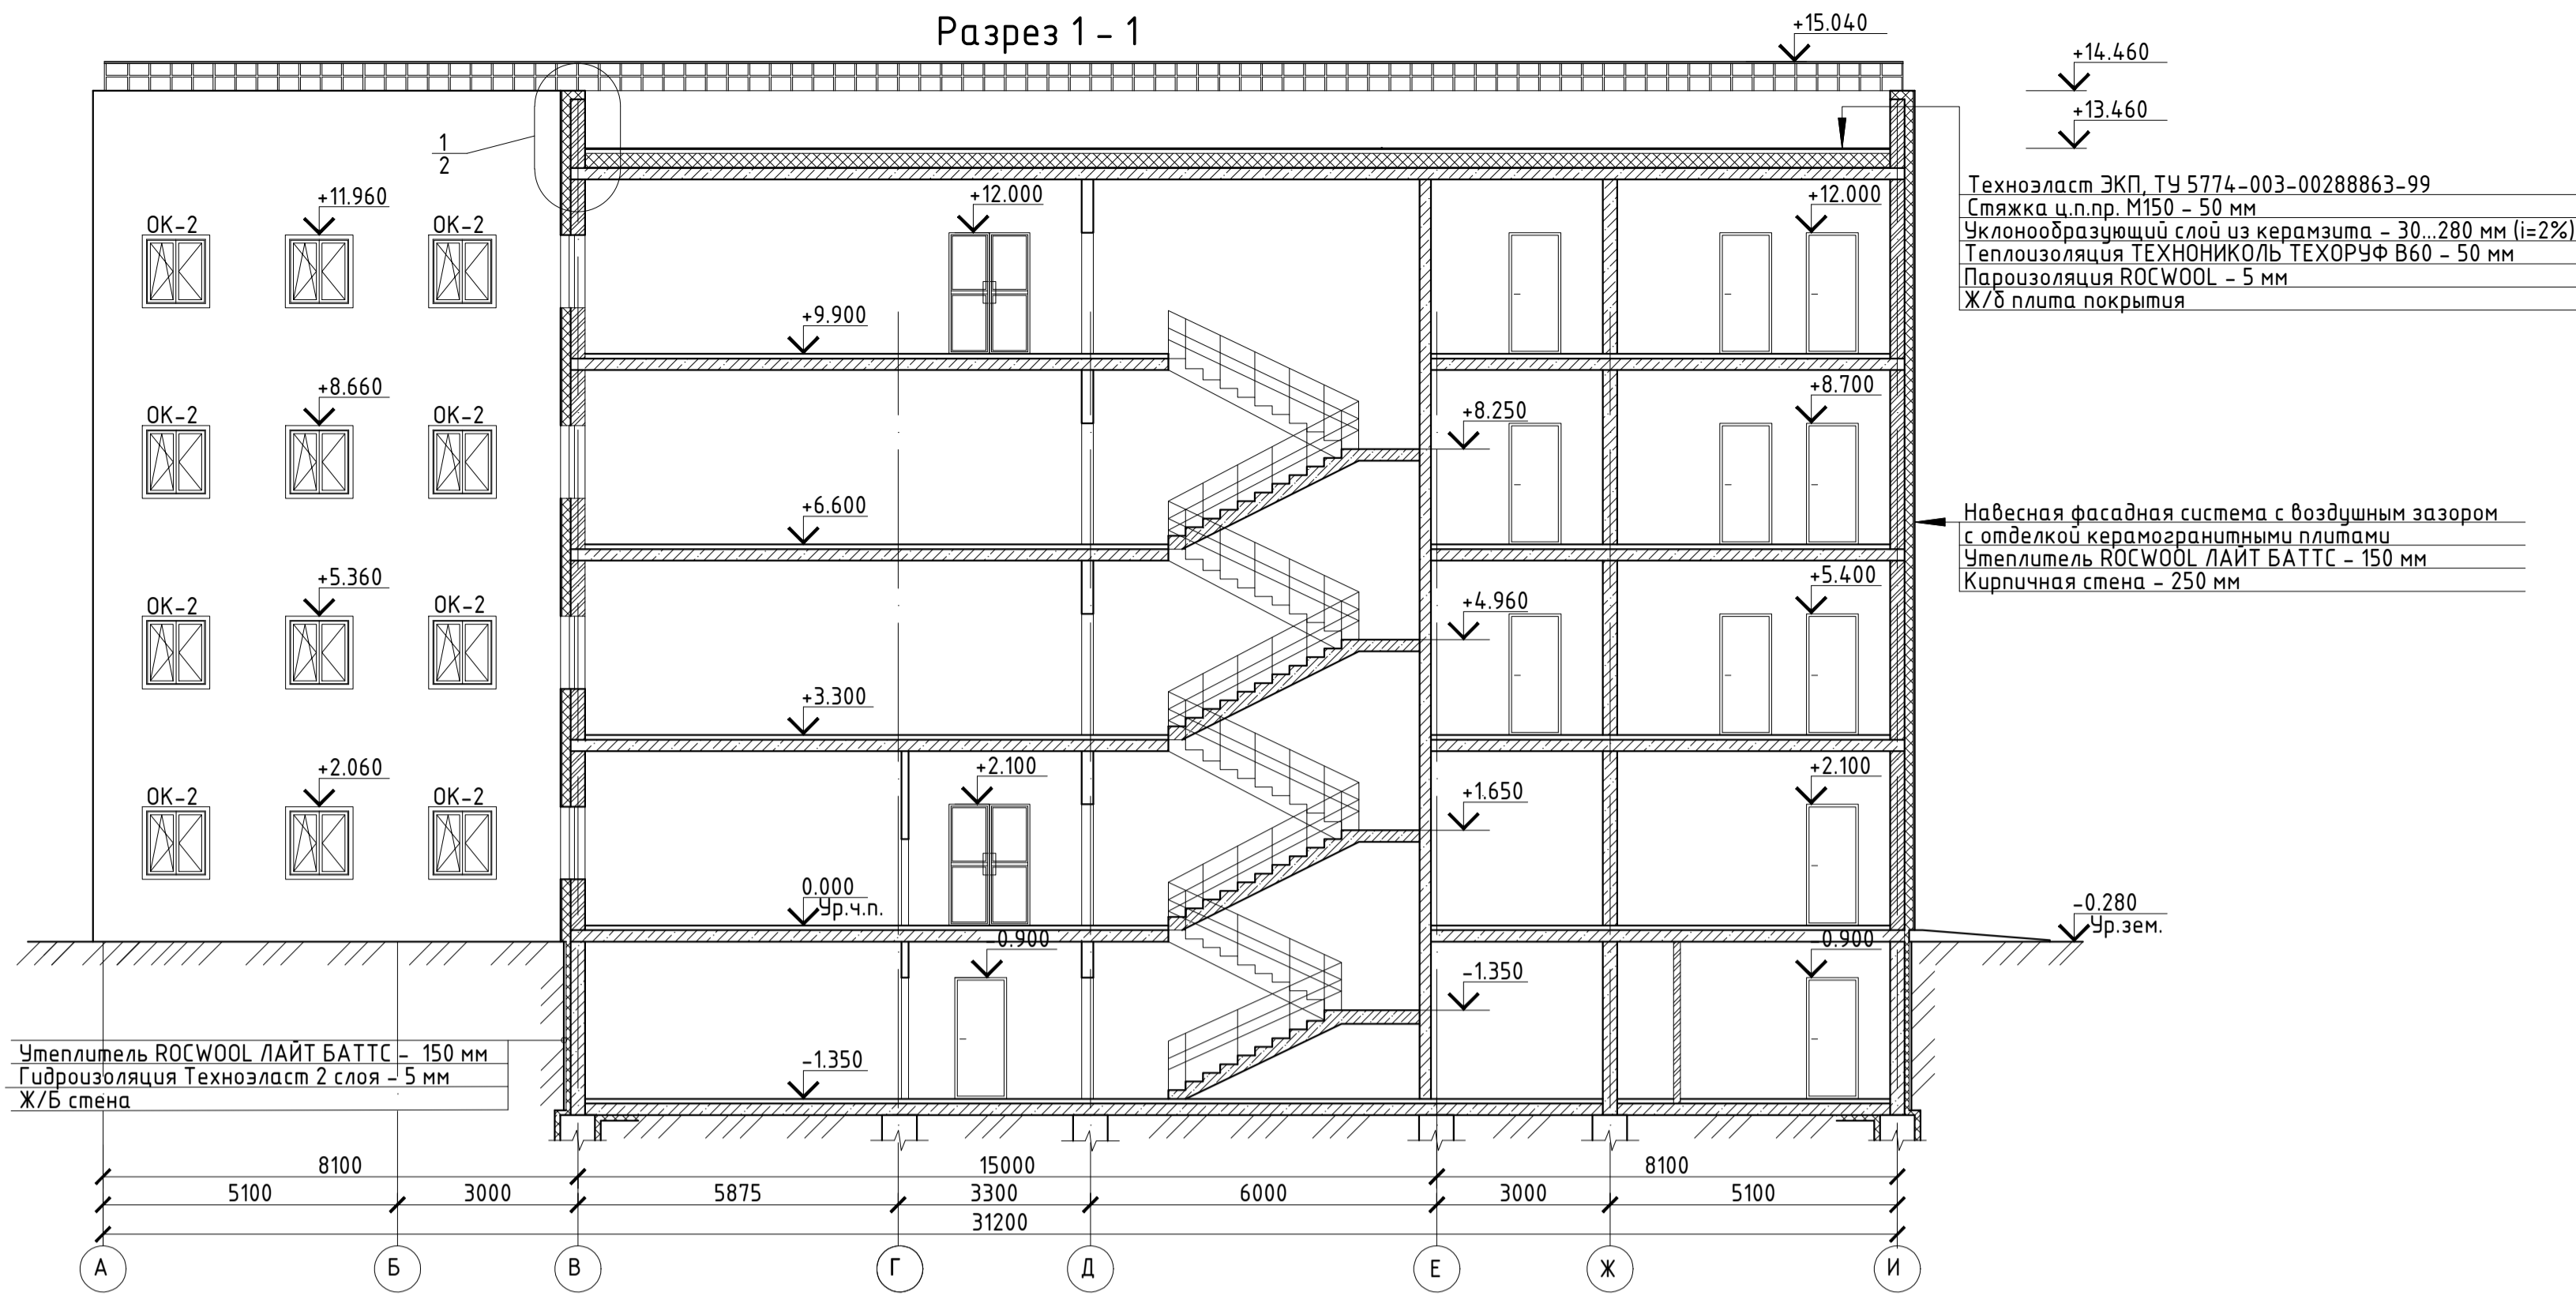 Разрез 1 - 1
+15.040
+14.460
+13.460
1
2
Техноэласт ЭКП, ТУ 5774-003-00288863-99
Стяжка ц.п.пр. М150 - 50 мм
Уклонообразующий слой из керамзита - 30...280 мм (i=2%)
Теплоизоляция ТЕХНОНИКОЛЬ ТЕХОРУФ В60 - 50 мм
Пароизоляция ROCWOOL - 5 мм
Ж/б плита покрытия
+11.960
+12.000
+12.000
ОК-2
ОК-2
+9.900
+8.660
+8.700
ОК-2
ОК-2
+8.250
+6.600
Навесная фасадная система с воздушным зазором
с отделкой керамогранитными плитами
Утеплитель ROCWOOL ЛАЙТ БАТТС - 150 мм
Кирпичная стена - 250 мм
+5.360
+5.400
ОК-2
ОК-2
+4.960
+3.300
+2.060
+2.100
+2.100
ОК-2
ОК-2
+1.650
0.000
Ур.ч.п.
-0.280
Ур.зем.
-0.900
-0.900
-1.350
-1.350
Утеплитель ROCWOOL ЛАЙТ БАТТС - 150 мм
Гидроизоляция Техноэласт 2 слоя - 5 мм
Ж/Б стена
8100
15000
8100
5100
3000
5875
3300
6000
3000
5100
31200
А
Б
В
Г
Д
Е
Ж
И